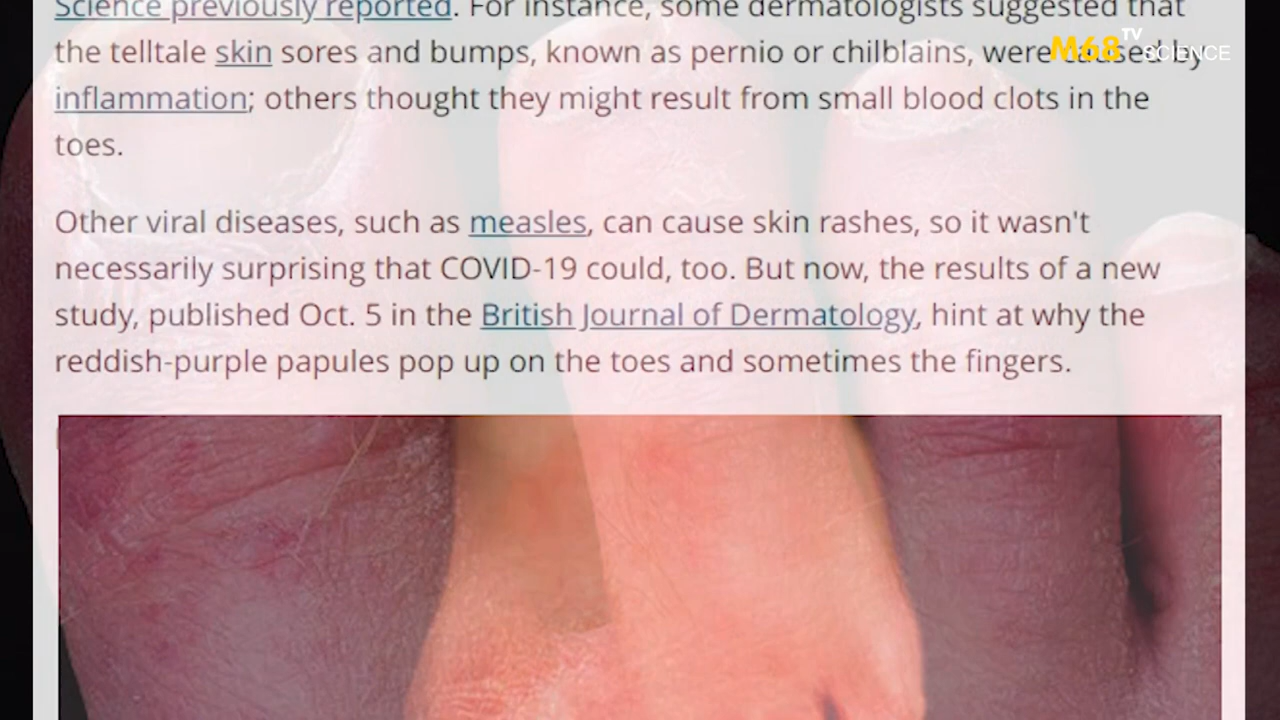 Science previously reported. For instance, some dermatologists suggested that
the telltale skin sores and bumps, known as pernio or chilblains, were caused by
inflammation; others thought they might result from small blood clots in the
toes.
Other viral diseases, such as measles, can cause skin rashes, so it wasn't
necessarily surprising that COVID-19 could, too. But now, the results of a new
study, published Oct. 5 in the British Journal of Dermatology, hint at why the
reddish-purple papules pop up on the toes and sometimes the fingers.
M68 TV SCIENCE